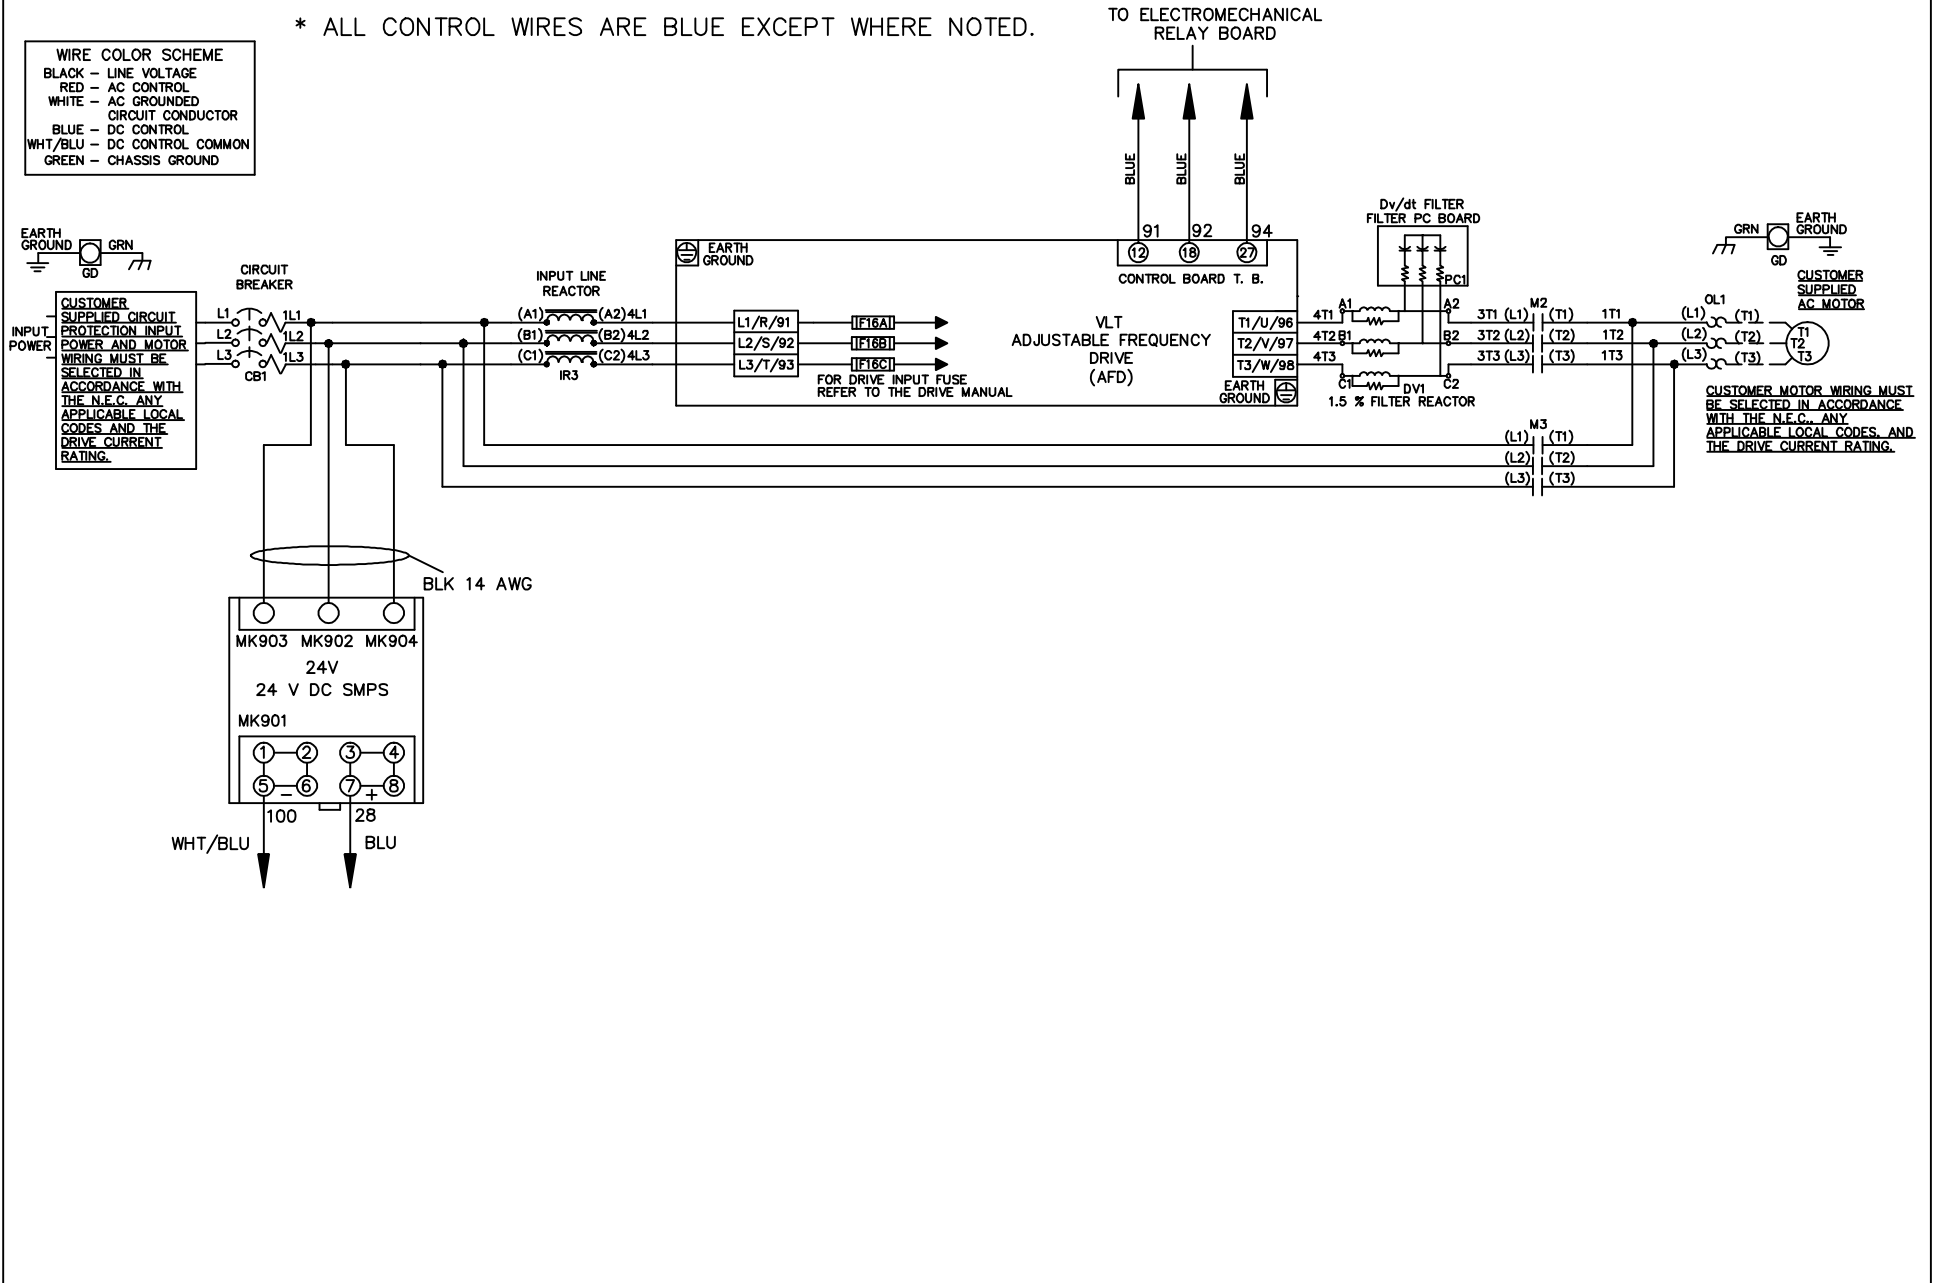 * ALL CONTROL WIRES ARE BLUE EXCEPT WHERE NOTED.
TO ELECTROMECHANICAL
RELAY BOARD
WIRE COLOR SCHEME
BLACK – LINE VOLTAGE
RED – AC CONTROL
WHITE – AC GROUNDED
CIRCUIT CONDUCTOR
BLUE – DC CONTROL
WHT/BLU – DC CONTROL COMMON
GREEN – CHASSIS GROUND
BLUE
BLUE
BLUE
91
92
94
12
18
27
CONTROL BOARD T. B.
EARTH
GROUND
GRN
GD
CIRCUIT
BREAKER
INPUT
POWER
CUSTOMER
SUPPLIED CIRCUIT
PROTECTION INPUT
POWER AND MOTOR
WIRING MUST BE
SELECTED IN
ACCORDANCE WITH
THE N.E.C. ANY
APPLICABLE LOCAL
CODES AND THE
DRIVE CURRENT
RATING.
L1
L2
L3
1L1
1L2
1L3
CB1
INPUT LINE
REACTOR
(A1)
(A2)4L1
(B1)
(B2)4L2
(C1)
(C2)4L3
IR3
EARTH
GROUND
L1/R/91
L2/S/92
L3/T/93
F16A
F16B
F16C
FOR DRIVE INPUT FUSE
REFER TO THE DRIVE MANUAL
VLT
ADJUSTABLE FREQUENCY
DRIVE
(AFD)
T1/U/96
T2/V/97
T3/W/98
EARTH
GROUND
Dv/dt FILTER
FILTER PC BOARD
PC1
4T1
A1
A2
4T2
B1
B2
4T3
C1
C2
DV1
1.5 % FILTER REACTOR
M2
3T1 (L1) (T1) 1T1
3T2 (L2) (T2) 1T2
3T3 (L3) (T3) 1T3
OL1
(L1) (T1)
(L2) (T2)
(L3) (T3)
T1
T2
T3
GRN
EARTH
GROUND
GD
CUSTOMER
SUPPLIED
AC MOTOR
CUSTOMER MOTOR WIRING MUST
BE SELECTED IN ACCORDANCE
WITH THE N.E.C., ANY
APPLICABLE LOCAL CODES, AND
THE DRIVE CURRENT RATING.
M3
(L1) (T1)
(L2) (T2)
(L3) (T3)
BLK 14 AWG
MK903 MK902 MK904
24V
24 V DC SMPS
MK901
1 2 3 4
5 – 6 7 + 8
100
28
WHT/BLU
BLU